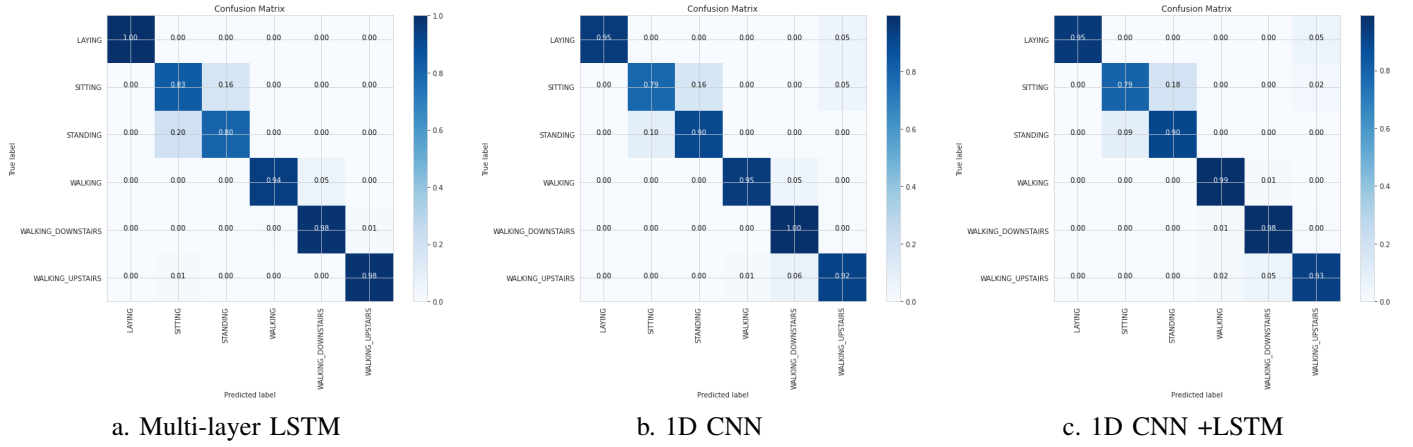 Confusion Matrix
1.0
LAYING 1.00 0.00 0.00 0.00 0.00 0.00
SITTING 0.00 0.83 0.16 0.00 0.00 0.00
0.8
STANDING 0.00 0.20 0.80 0.00 0.00 0.00
0.6
True label
WALKING 0.00 0.00 0.00 0.94 0.05 0.00
0.4
WALKING_DOWNSTAIRS 0.00 0.00 0.00 0.00 0.98 0.01
0.2
WALKING_UPSTAIRS 0.00 0.01 0.00 0.00 0.00 0.98
0.0
LAYING
SITTING
STANDING
WALKING
WALKING_DOWNSTAIRS
WALKING_UPSTAIRS
Predicted label
a. Multi-layer LSTM
Confusion Matrix
LAYING 0.95 0.00 0.00 0.00 0.00 0.05
0.8
SITTING 0.00 0.79 0.16 0.00 0.00 0.05
STANDING 0.00 0.10 0.90 0.00 0.00 0.00
0.6
True label
WALKING 0.00 0.00 0.00 0.95 0.05 0.00
0.4
WALKING_DOWNSTAIRS 0.00 0.00 0.00 0.00 1.00 0.00
0.2
WALKING_UPSTAIRS 0.00 0.00 0.00 0.01 0.06 0.92
0.0
LAYING
SITTING
STANDING
WALKING
WALKING_DOWNSTAIRS
WALKING_UPSTAIRS
Predicted label
b. 1D CNN
Confusion Matrix
LAYING 0.95 0.00 0.00 0.00 0.00 0.05
0.8
SITTING 0.00 0.79 0.18 0.00 0.00 0.02
STANDING 0.00 0.09 0.90 0.00 0.00 0.00
0.6
True label
WALKING 0.00 0.00 0.00 0.99 0.01 0.00
0.4
WALKING_DOWNSTAIRS 0.00 0.00 0.00 0.01 0.98 0.00
0.2
WALKING_UPSTAIRS 0.00 0.00 0.00 0.02 0.05 0.93
0.0
LAYING
SITTING
STANDING
WALKING
WALKING_DOWNSTAIRS
WALKING_UPSTAIRS
Predicted label
c. 1D CNN +LSTM